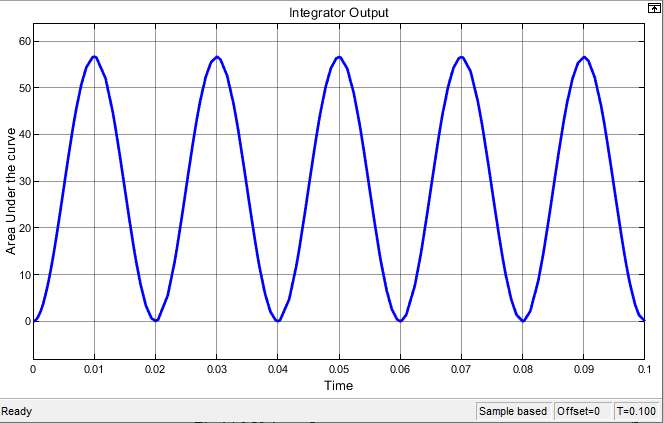 Integrator Output
Area Under the curve
60
50
40
30
20
10
0
0 0.01 0.02 0.03 0.04 0.05 0.06 0.07 0.08 0.09 0.1
Time
Ready Sample based Offset=0 T=0.100